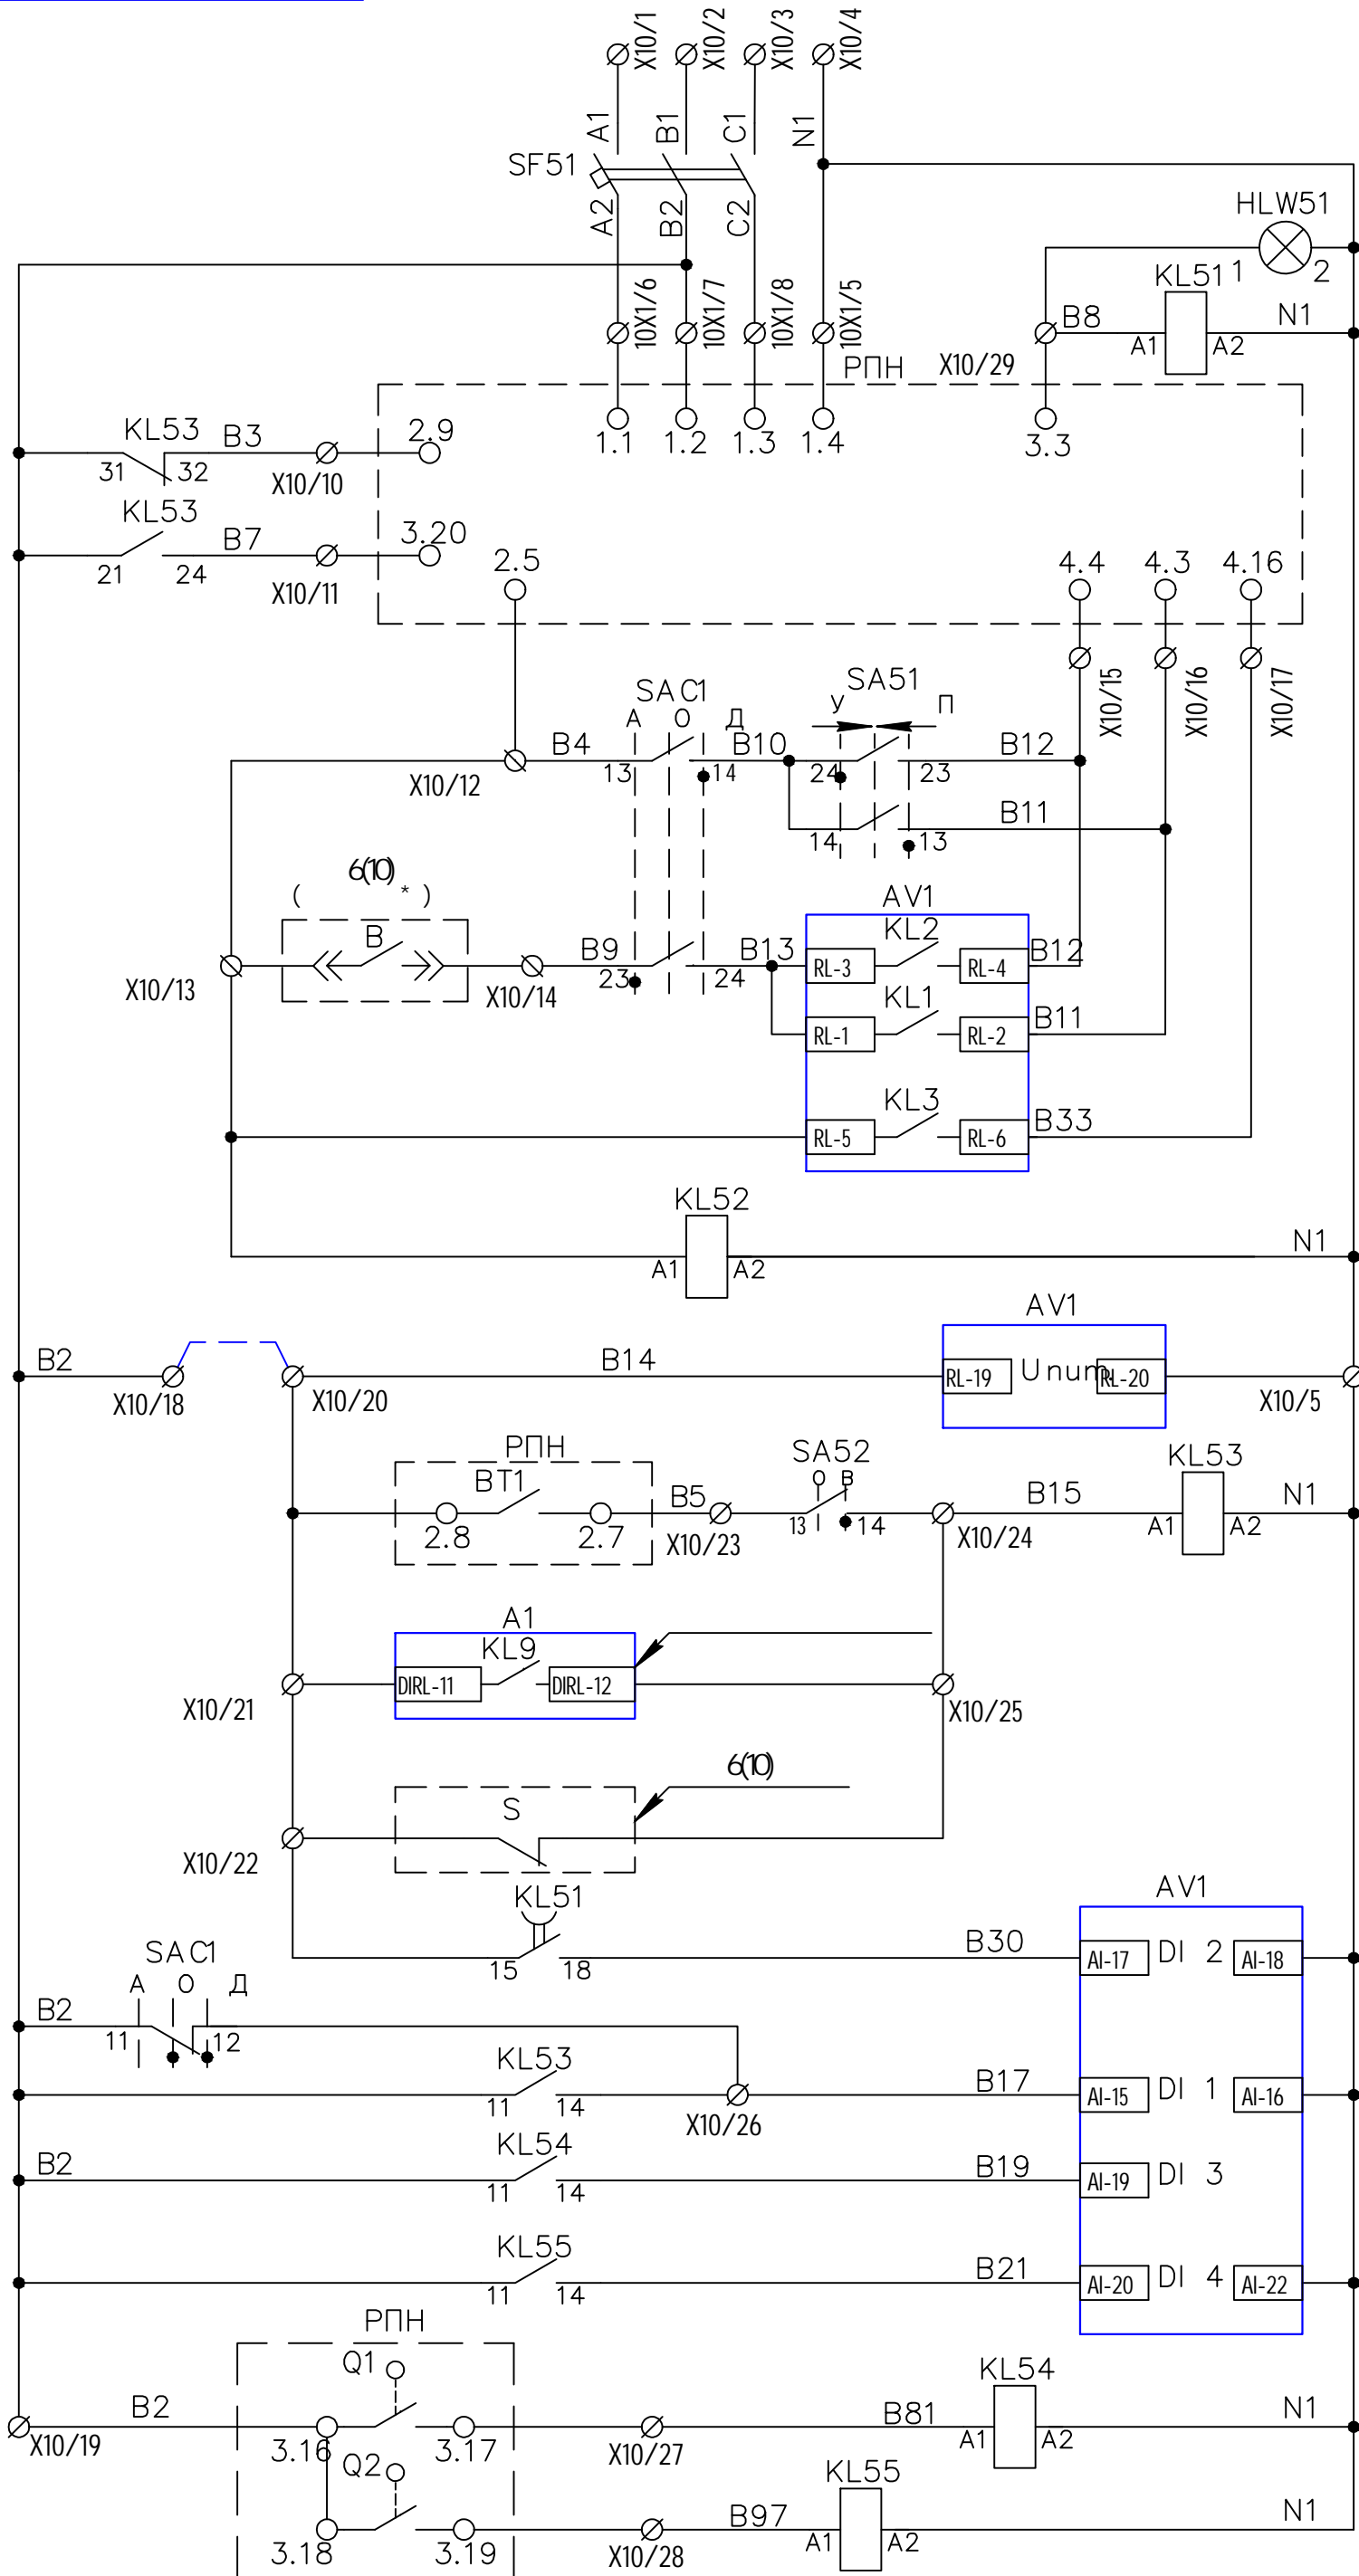 X10/1 X10/2 X10/3 X10/4
A1 B1 C1 N1
SF51
A2 B2 C2
HLW51
1 2
KL51
10X1/6 10X1/7 10X1/8 10X1/5
B8 N1
A1 A2
РПН X10/29
1.1 1.2 1.3 1.4 3.3
KL53 B3 2.9
31 32 X10/10
KL53 B7 3.20
21 24 X10/11
2.5 4.4 4.3 4.16
X10/15 X10/16 X10/17
SAC1 SA51
А О Д У П
B4 B10 B12
X10/12 13 14 24 23
B11
14 13
6(10)
( * )
AV1
B B9 B13 RL-3 KL2 RL-4 B12
X10/13 X10/14 23 24
RL-1 KL1 RL-2 B11
RL-5 KL3 RL-6 B33
KL52
A1 A2 N1
AV1
B2 B14 RL-19 Uпит. RL-20
X10/18 X10/20 X10/5
РПН SA52 KL53
BT1 О В
B5 B15 N1
2.8 2.7 X10/23 13 14 X10/24 A1 A2
A1
KL9
DIRL-11 DIRL-12
X10/21 X10/25
6(10)
S
X10/22
KL51 AV1
B30 AI-17 DI 2 AI-18
15 18
SAC1
А О Д
B2
11 12
KL53 B17 AI-15 DI 1 AI-16
11 14 X10/26
B2 KL54 B19 AI-19 DI 3
11 14
KL55 B21 AI-20 DI 4 AI-22
11 14
РПН
Q1 KL54
B2 B81 N1
X10/19 3.16 3.17 X10/27 A1 A2
Q2 KL55
B97 N1
3.18 3.19 X10/28 A1 A2